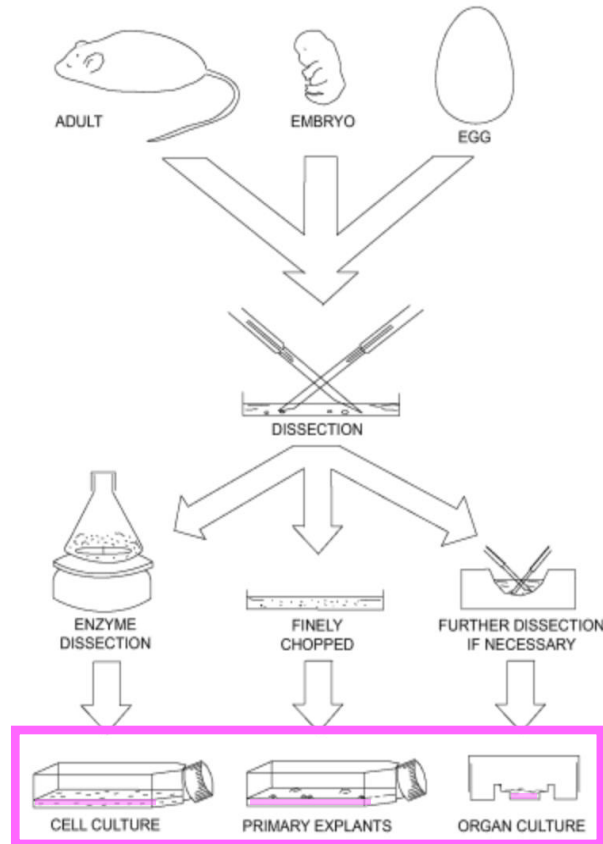 ADULT
EMBRYO
EGG
DISSECTION
ENZYME
DISSECTION
FINELY
CHOPPED
FURTHER DISSECTION
IF NECESSARY
CELL CULTURE
PRIMARY EXPLANTS
ORGAN CULTURE